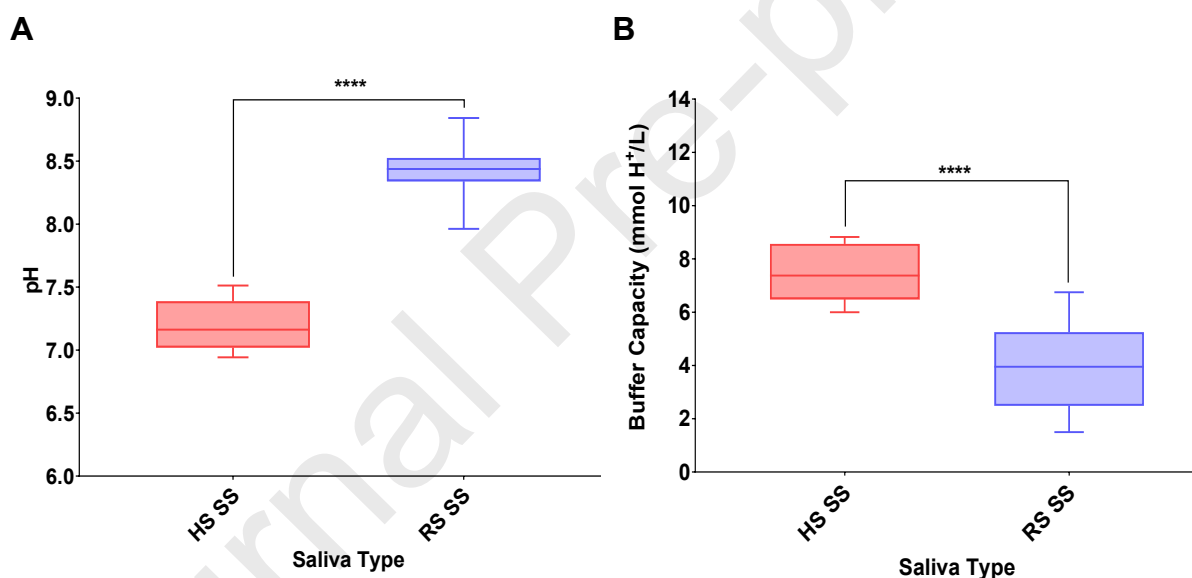 A
****
9.0
8.5
8.0
7.5
7.0
6.5
6.0
pH
HS SS
RS SS
Saliva Type
B
****
14
12
10
8
6
4
2
0
Buffer Capacity (mmol H⁺/L)
HS SS
RS SS
Saliva Type
urnal Pre-p